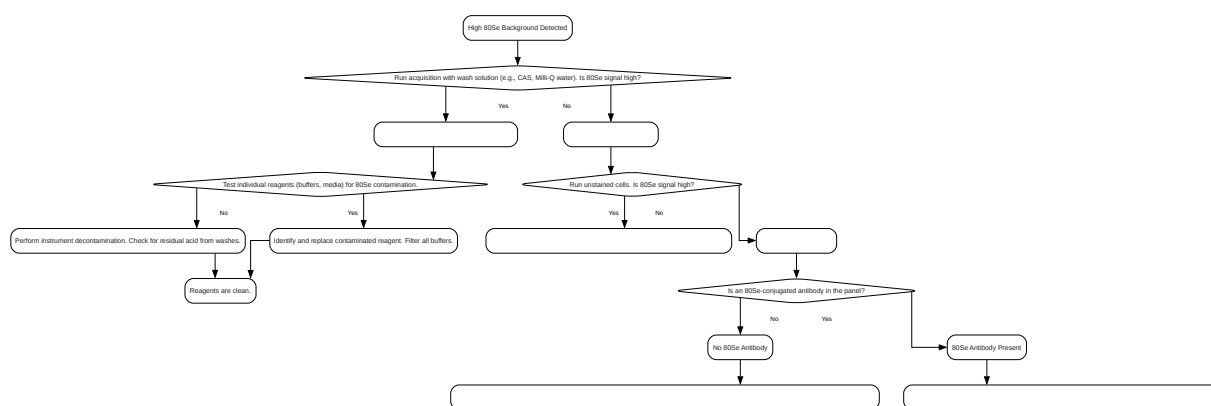 High 80Se Background Detected
Run acquisition with wash solution (e.g., CAS, Milli-Q water). Is 80Se signal high?
Yes
No
Test individual reagents (buffers, media) for 80Se contamination.
Run unstained cells. Is 80Se signal high?
No
Yes
Yes
No
Perform instrument decontamination. Check for residual acid from washes.
Identify and replace contaminated reagent. Filter all buffers.
Reagents are clean.
Is an 80Se-conjugated antibody in the panel?
No
Yes
No 80Se Antibody
80Se Antibody Present